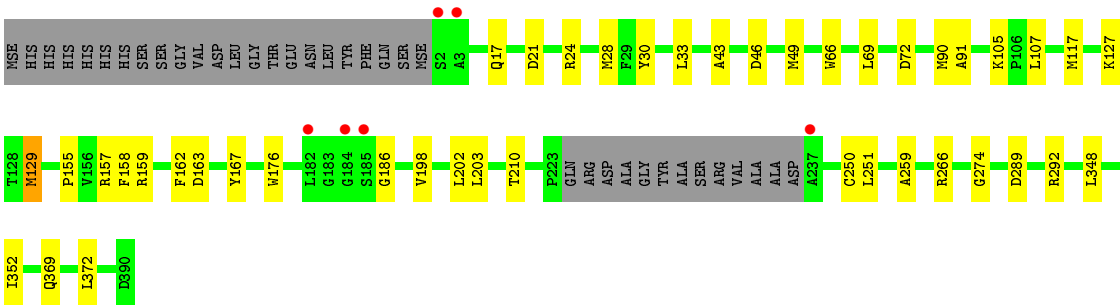 MSE HIS HIS HIS HIS HIS HIS SER SER GLY VAL ASP LEU GLY THR GLU ASN LEU TYR PHE GLN SER MSE S2 A3 Q17 D21 R24 M28 F29 Y30 L33 A43 D46 M49 W66 L69 D72 M90 A91 K105 P106 L107 M117 K127
T128 M129 P155 V156 R157 F158 R159 F162 D163 Y167 W176 L182 G183 G184 S185 G186 V198 L202 L203 T210 P223 GLN ARG ASP ALA GLY TYR ALA SER ARG VAL ALA ALA ASP A237 C250 L251 A259 R266 G274 D289 R292 L348
I352 Q369 L372 D390